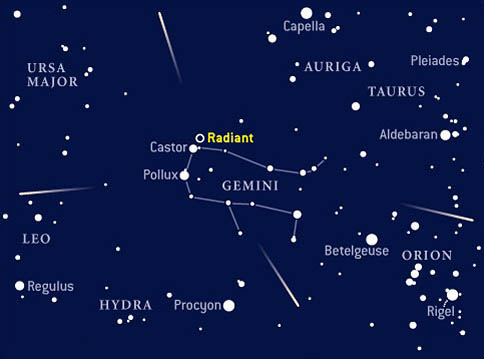 Capella
Pleiades
URSA
MAJOR
AURIGA
TAURUS
Radiant
Aldebaran
Castor
Pollux
GEMINI
LEO
Betelgeuse
ORION
Regulus
HYDRA
Procyon
Rigel